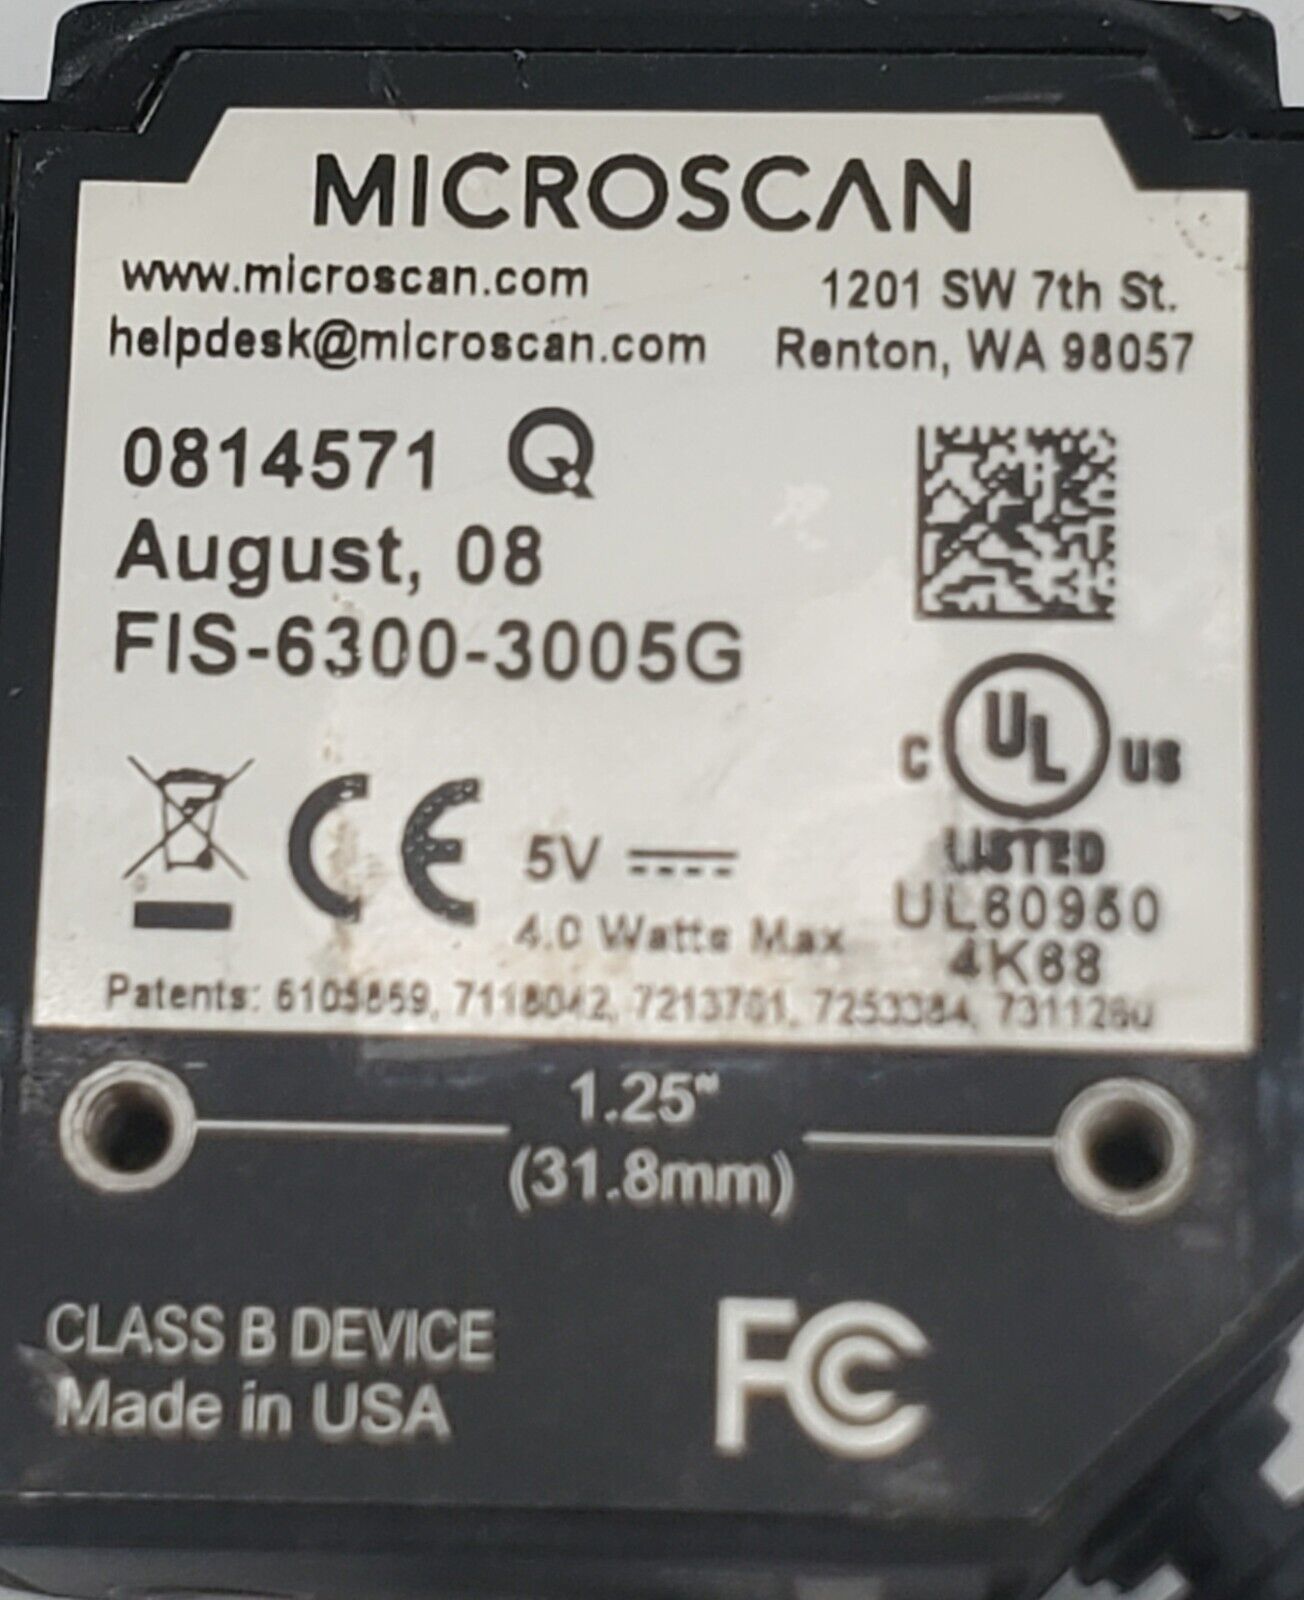 MICROSCAN
www.microscan.com
helpdesk@microscan.com
1201 SW 7th St.
Renton, WA 98057
0814571 Q
August, 08
FIS-6300-3005G
C UL US
LISTED
UL60950
4K68
CE
5V
4.0 Watts Max
Patents: 6105869, 7118042, 7213761, 7253384, 7311260
1.25"
(31.8mm)
CLASS B DEVICE
Made in USA
FC